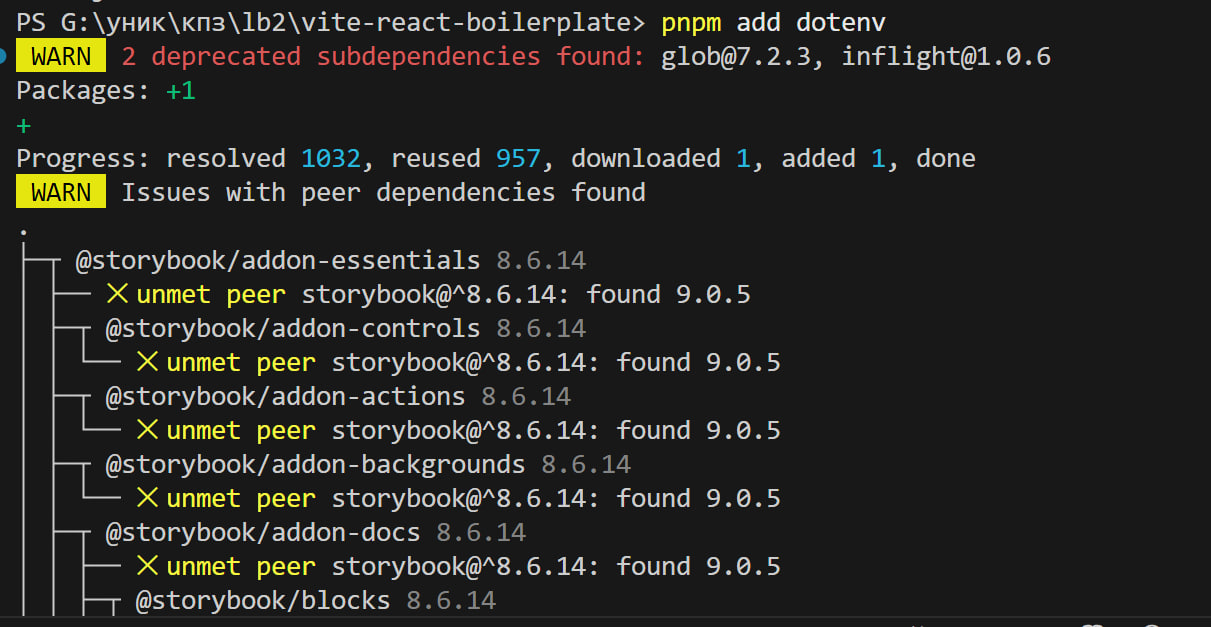 PS G:\уник\кпз\lb2\vite-react-boilerplate> pnpm add dotenv
WARN 2 deprecated subdependencies found: glob@7.2.3, inflight@1.0.6
Packages: +1
+
Progress: resolved 1032, reused 957, downloaded 1, added 1, done
WARN Issues with peer dependencies found
.
@storybook/addon-essentials 8.6.14
✕ unmet peer storybook@^8.6.14: found 9.0.5
@storybook/addon-controls 8.6.14
✕ unmet peer storybook@^8.6.14: found 9.0.5
@storybook/addon-actions 8.6.14
✕ unmet peer storybook@^8.6.14: found 9.0.5
@storybook/addon-backgrounds 8.6.14
✕ unmet peer storybook@^8.6.14: found 9.0.5
@storybook/addon-docs 8.6.14
✕ unmet peer storybook@^8.6.14: found 9.0.5
@storybook/blocks 8.6.14